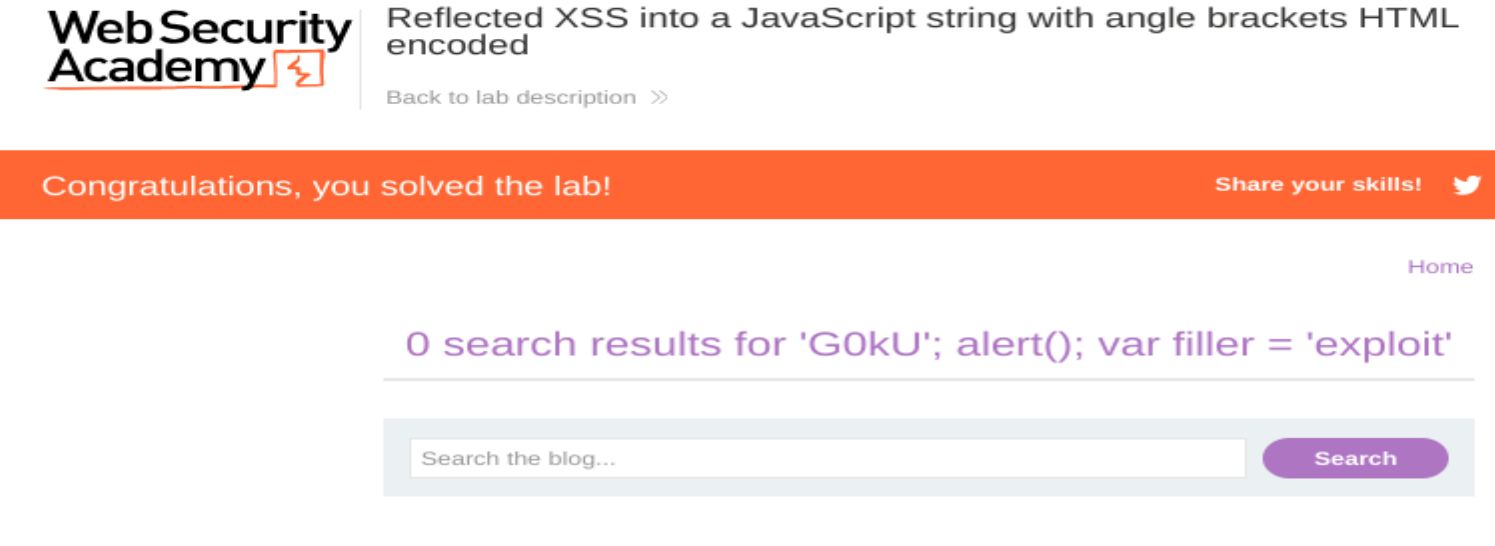 Web Security
Academy
Reflected XSS into a JavaScript string with angle brackets HTML
encoded
Back to lab description
Congratulations, you solved the lab!
Share your skills!
Home
0 search results for 'G0kU'; alert(); var filler = 'exploit'
Search the blog...
Search